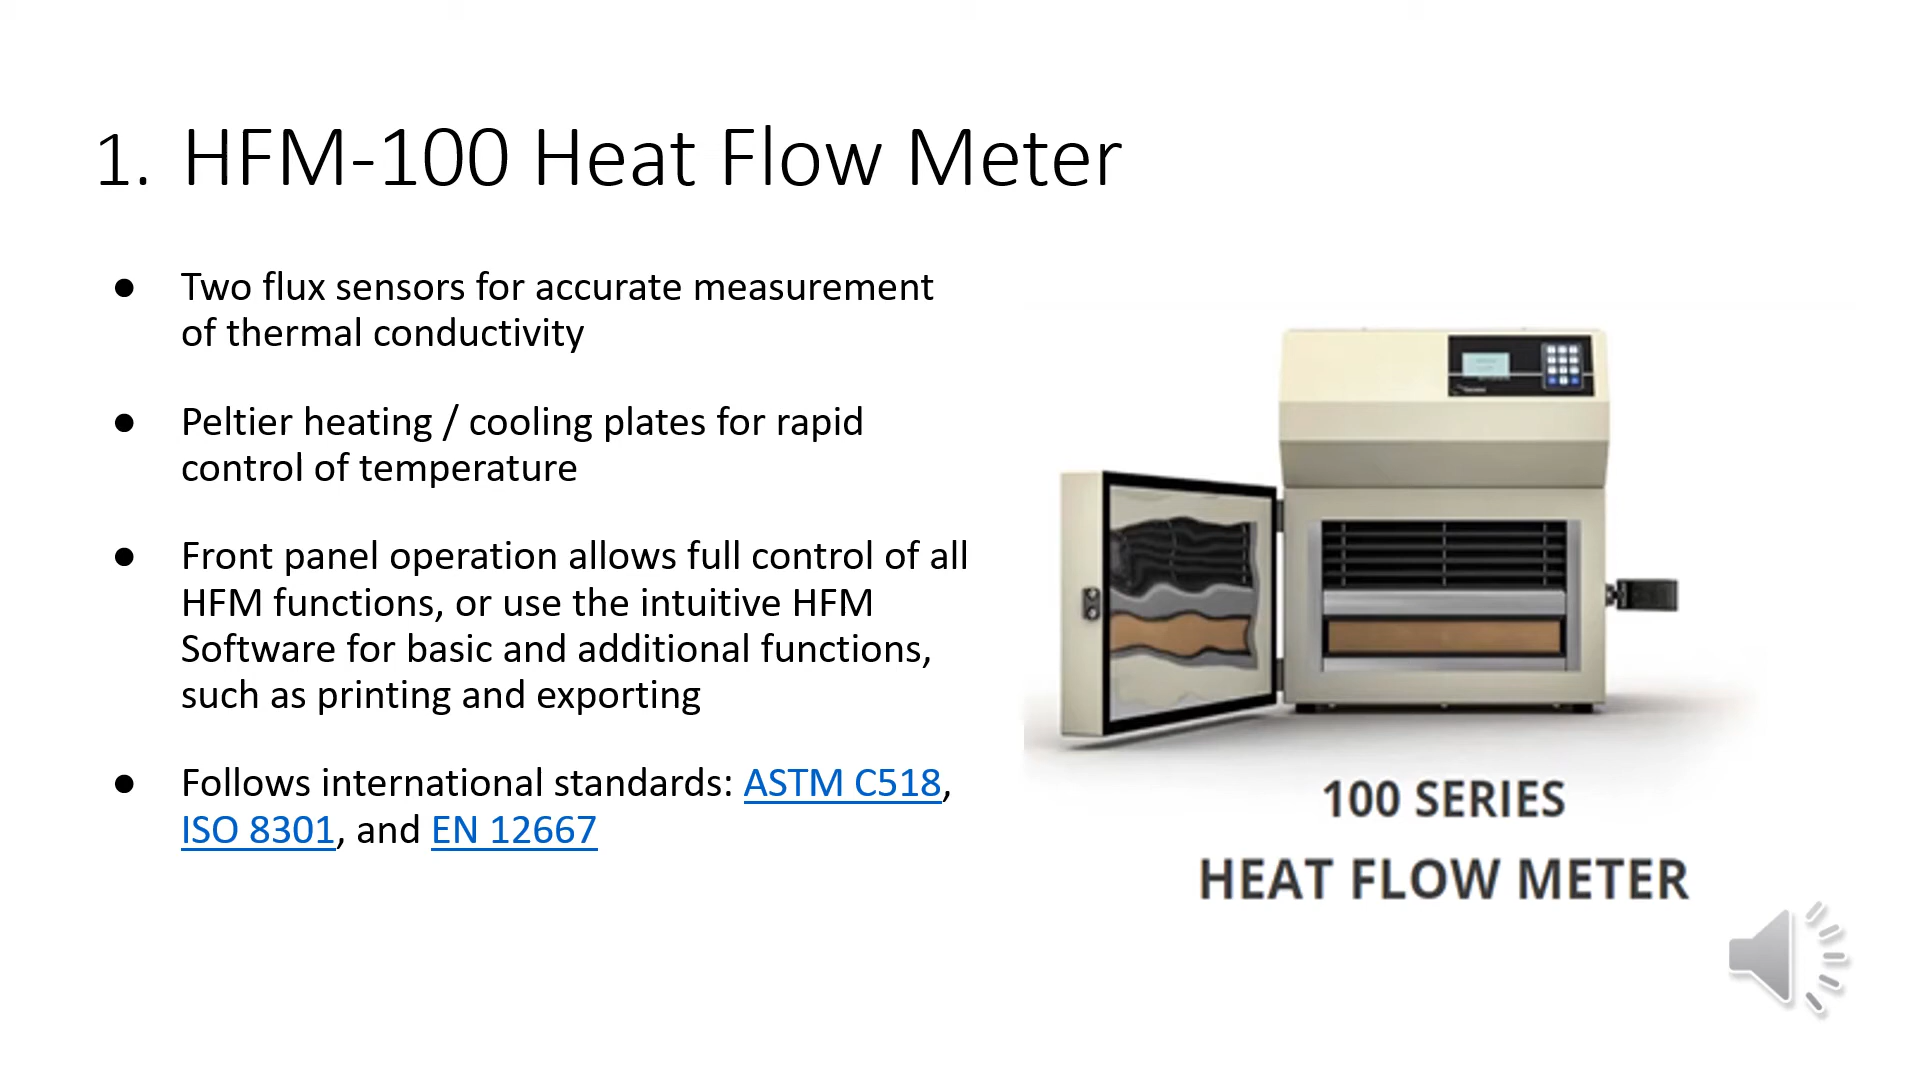 1. HFM-100 Heat Flow Meter
● Two flux sensors for accurate measurement
of thermal conductivity
● Peltier heating / cooling plates for rapid
control of temperature
● Front panel operation allows full control of all
HFM functions, or use the intuitive HFM
Software for basic and additional functions,
such as printing and exporting
● Follows international standards: ASTM C518,
ISO 8301, and EN 12667
100 SERIES
HEAT FLOW METER